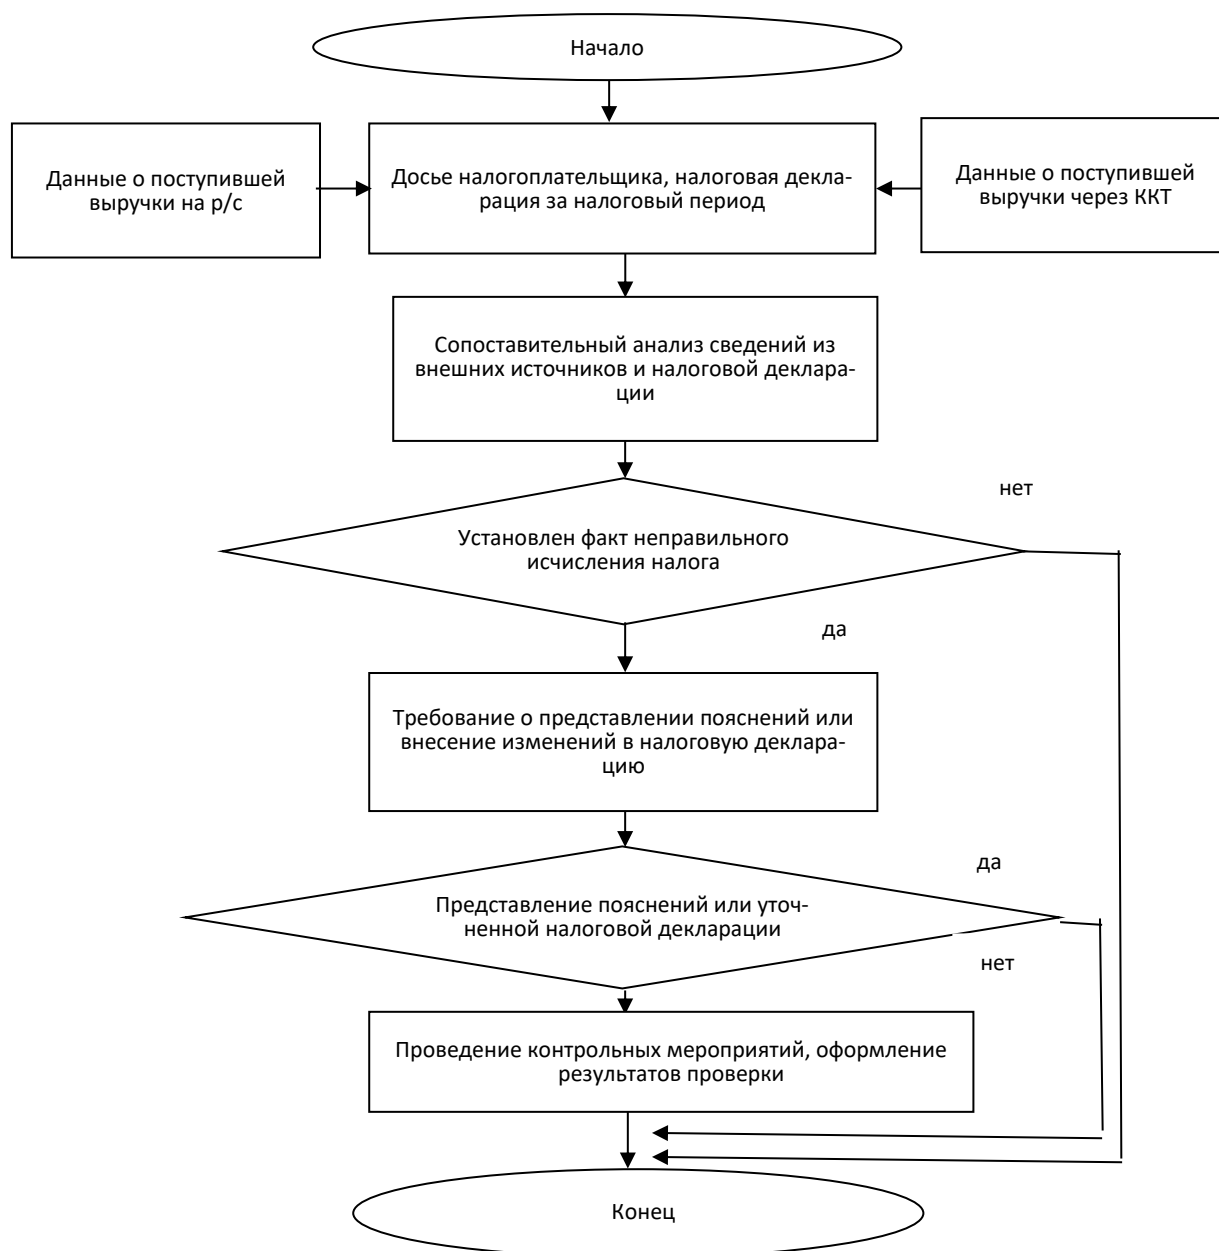 Начало
Данные о поступившей
выручки на р/с
Досье налогоплательщика, налоговая декла-
рация за налоговый период
Данные о поступившей
выручки через ККТ
Сопоставительный анализ сведений из
внешних источников и налоговой деклара-
ции
нет
Установлен факт неправильного
исчисления налога
да
Требование о представлении пояснений или
внесение изменений в налоговую деклара-
цию
да
Представление пояснений или уточ-
ненной налоговой декларации
нет
Проведение контрольных мероприятий, оформление
результатов проверки
Конец